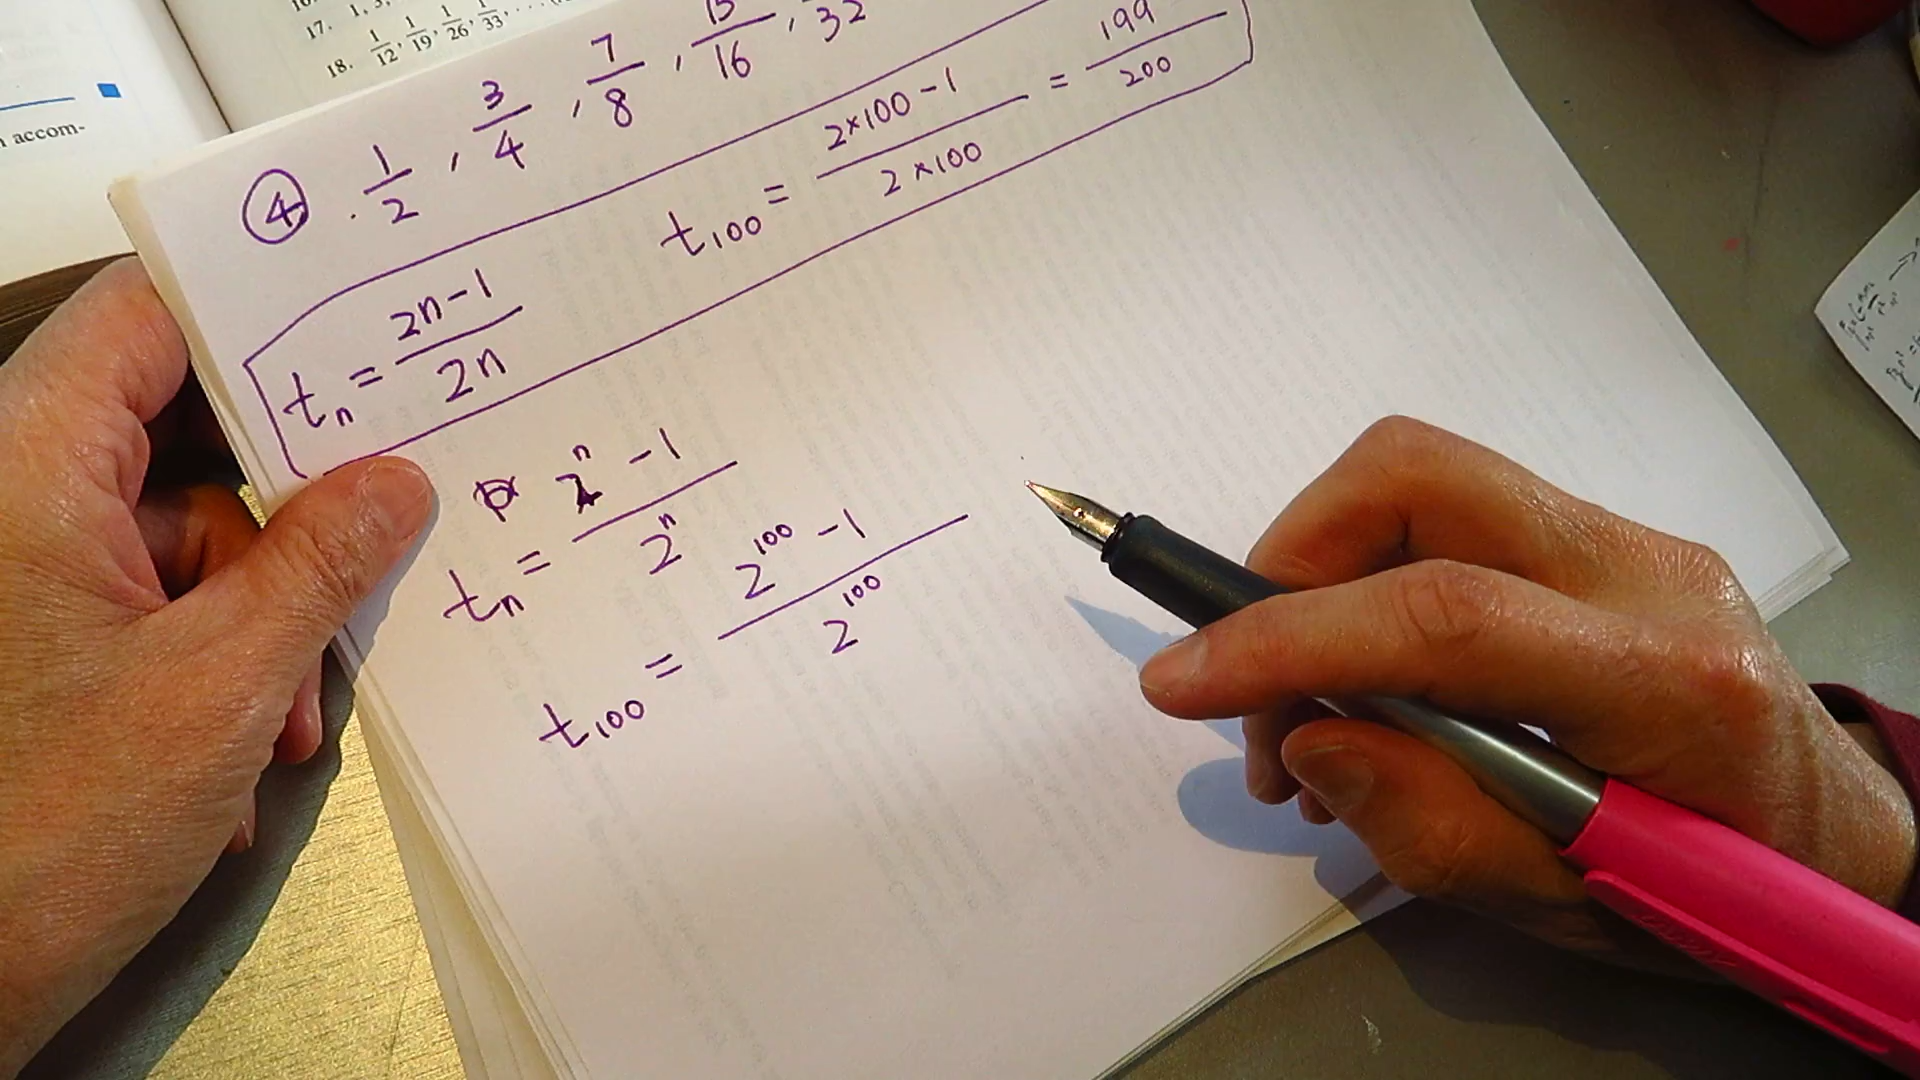 17. 1, 3,
18. 1/12, 1/19, 1/26, 1/33, . . .
accom-
④ 1/2, 3/4, 7/8, 15/16, /32
t₁₀₀ = (2×100-1)/(2×100) = 199/200
tₙ = (2n-1)/(2n)
tₙ = (2ⁿ-1)/2ⁿ
t₁₀₀ = (2¹⁰⁰-1)/2¹⁰⁰